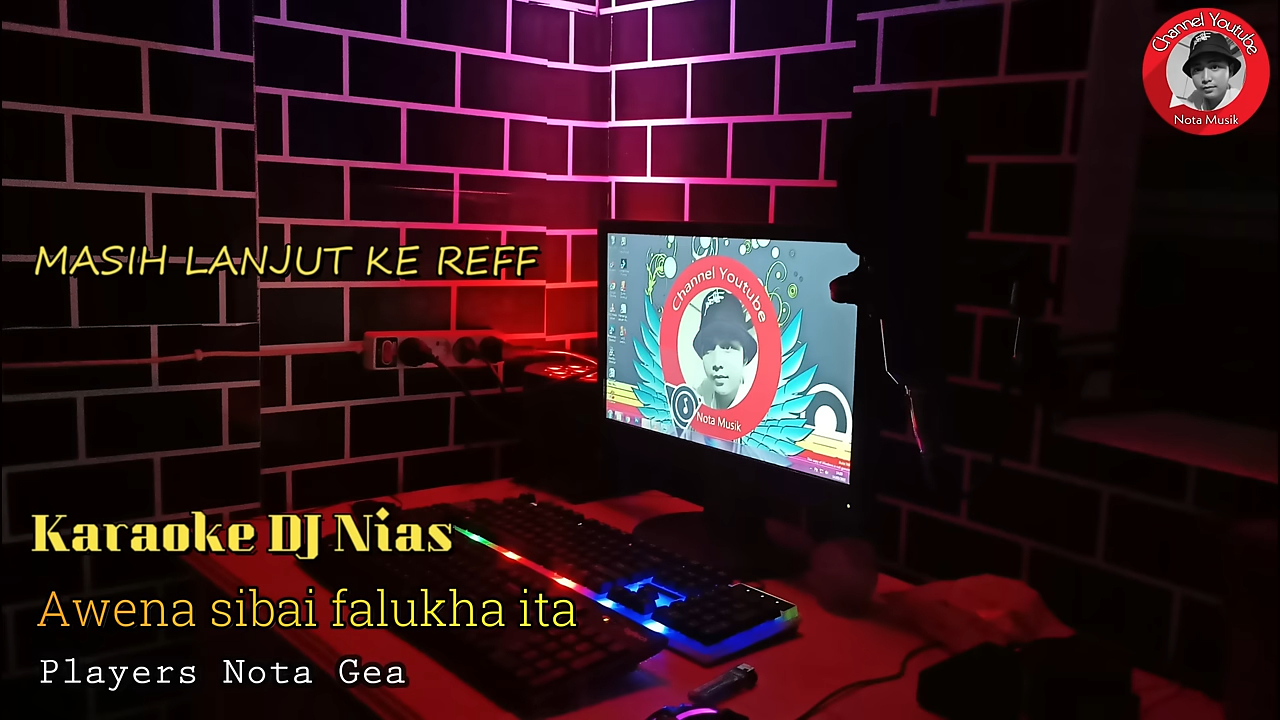 Channel Youtube
Nota Musik
MASIH LANJUT KE REFF
Channel Youtube
Nota Musik
Karaoke DJ Nias
Awena sibai falukha ita
Players Nota Gea